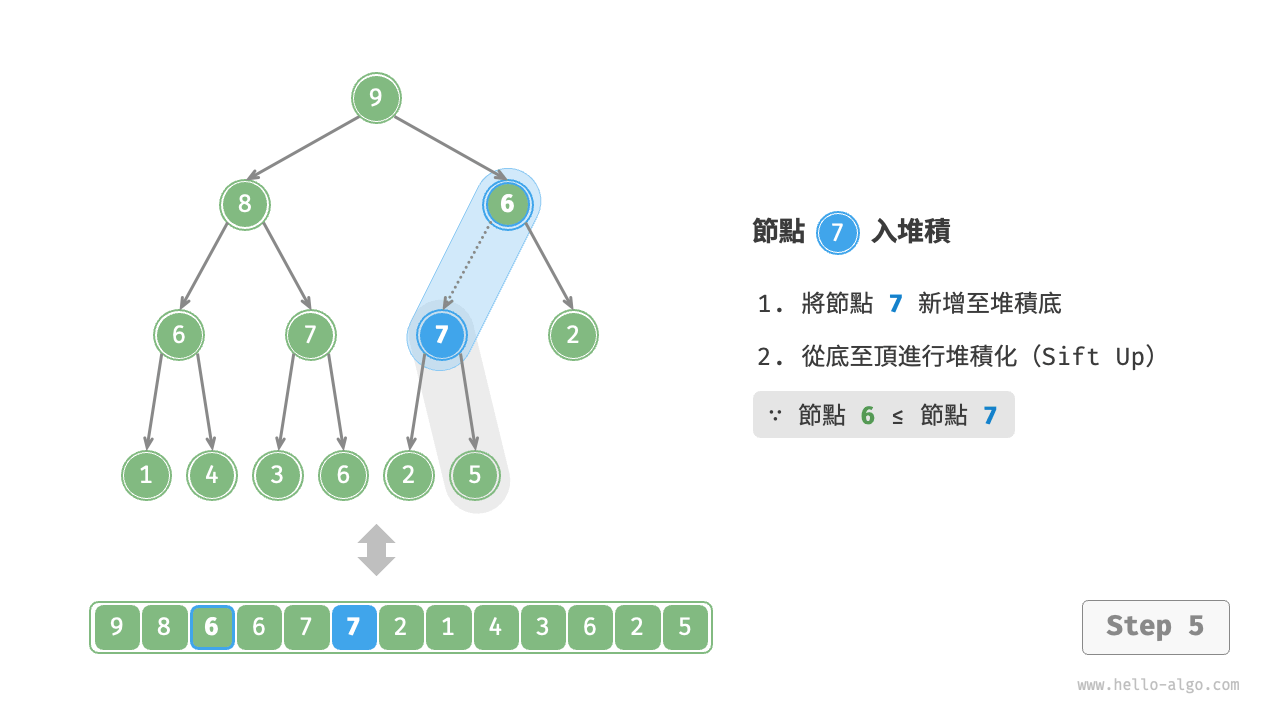 9
8 6
6 7 7 2
1 4 3 6 2 5
9 8 6 6 7 7 2 1 4 3 6 2 5
節點 7 入堆積
1. 將節點 7 新增至堆積底
2. 從底至頂進行堆積化（Sift Up）
∵ 節點 6 ≤ 節點 7
Step 5
www.hello-algo.com